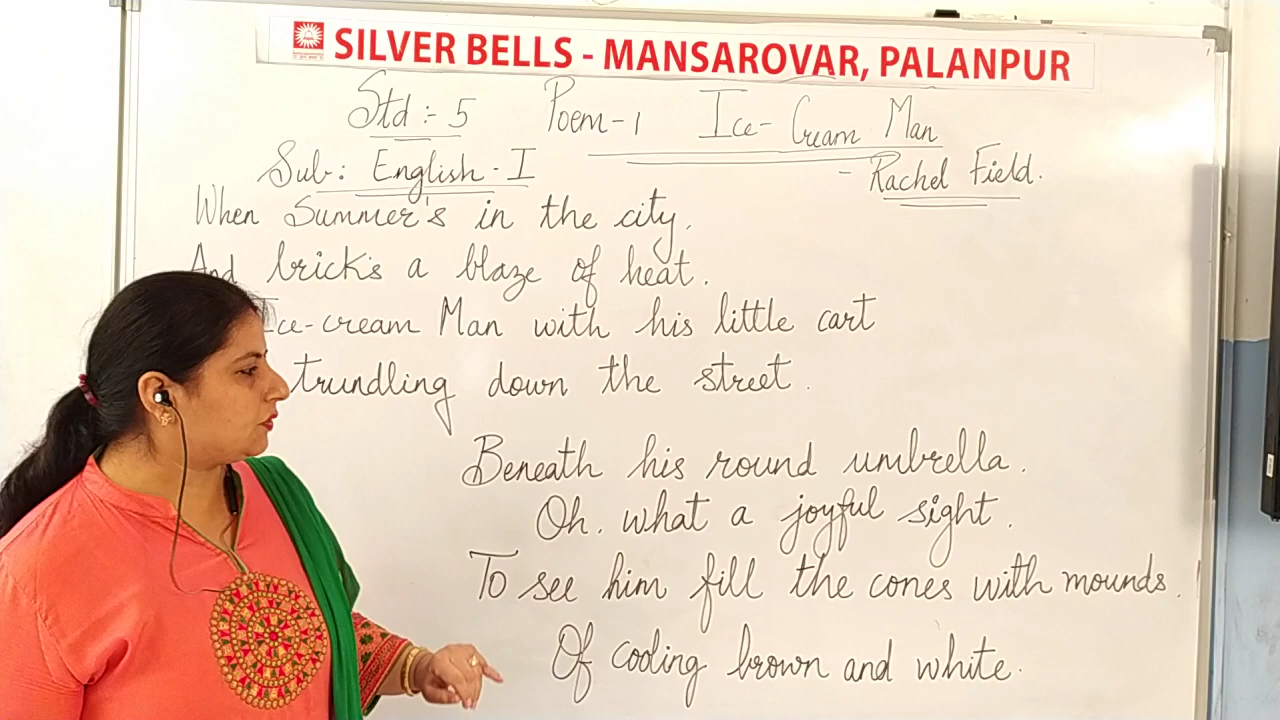 SILVER BELLS - MANSAROVAR, PALANPUR
Std :- 5 Poem-1 Ice-Cream Man
Sub: English - I - Rachel Field.
When Summer's in the city,
And brick's a blaze of heat.
Ice-cream Man with his little cart
trundling down the street.
Beneath his round umbrella.
Oh. what a joyful sight.
To see him fill the cones with mounds.
Of cooling brown and white.